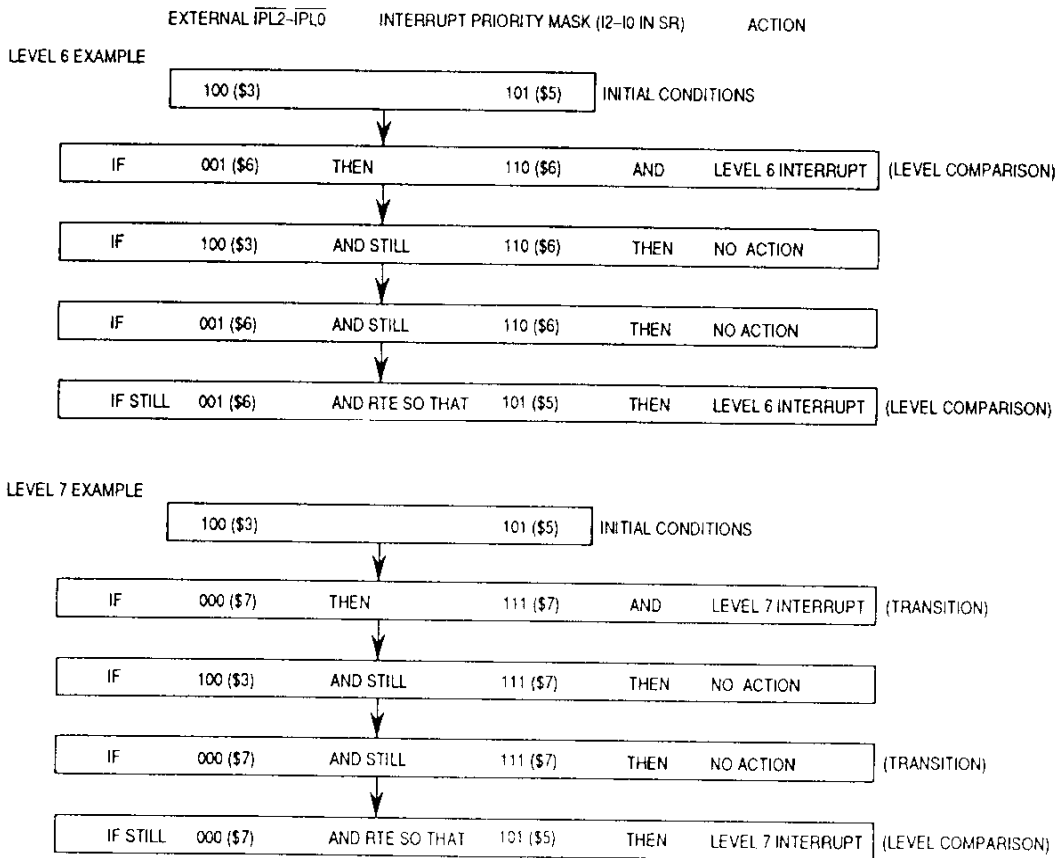 EXTERNAL IPL2–IPL0 INTERRUPT PRIORITY MASK (I2–I0 IN SR) ACTION
LEVEL 6 EXAMPLE
100 ($3) 101 ($5) INITIAL CONDITIONS
IF 001 ($6) THEN 110 ($6) AND LEVEL 6 INTERRUPT (LEVEL COMPARISON)
IF 100 ($3) AND STILL 110 ($6) THEN NO ACTION
IF 001 ($6) AND STILL 110 ($6) THEN NO ACTION
IF STILL 001 ($6) AND RTE SO THAT 101 ($5) THEN LEVEL 6 INTERRUPT (LEVEL COMPARISON)
LEVEL 7 EXAMPLE
100 ($3) 101 ($5) INITIAL CONDITIONS
IF 000 ($7) THEN 111 ($7) AND LEVEL 7 INTERRUPT (TRANSITION)
IF 100 ($3) AND STILL 111 ($7) THEN NO ACTION
IF 000 ($7) AND STILL 111 ($7) THEN NO ACTION (TRANSITION)
IF STILL 000 ($7) AND RTE SO THAT 101 ($5) THEN LEVEL 7 INTERRUPT (LEVEL COMPARISON)